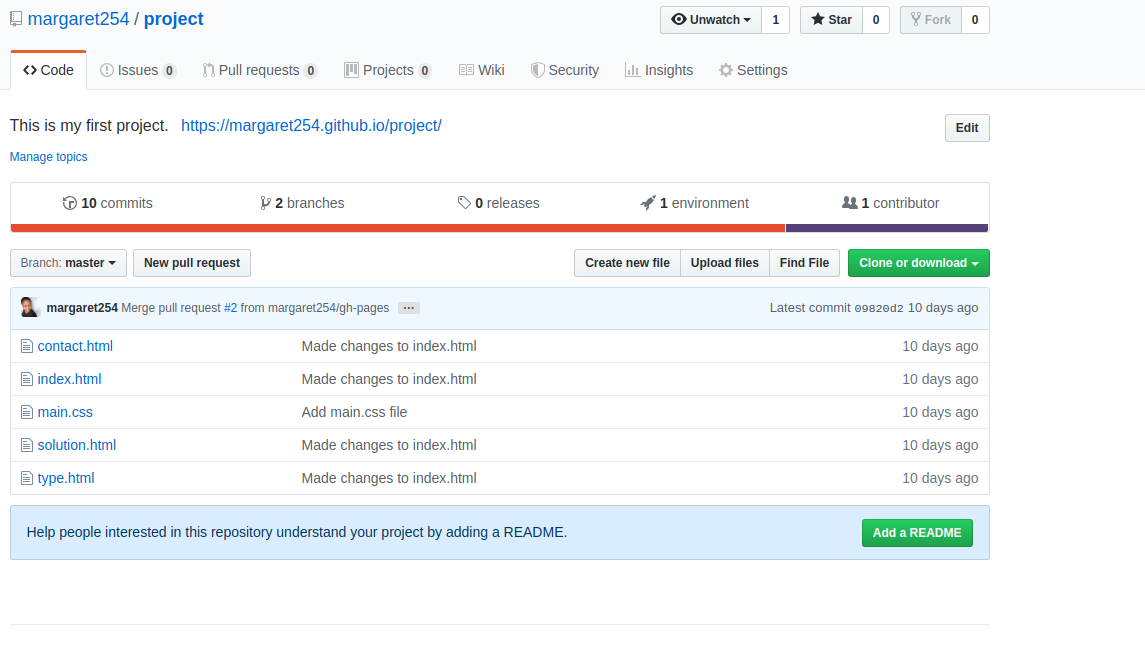 margaret254 / project Unwatch 1 Star 0 Fork 0
Code Issues 0 Pull requests 0 Projects 0 Wiki Security Insights Settings
This is my first project. https://margaret254.github.io/project/ Edit
Manage topics
10 commits 2 branches 0 releases 1 environment 1 contributor
Branch: master New pull request Create new file Upload files Find File Clone or download
margaret254 Merge pull request #2 from margaret254/gh-pages ... Latest commit 09820d2 10 days ago
contact.html Made changes to index.html 10 days ago
index.html Made changes to index.html 10 days ago
main.css Add main.css file 10 days ago
solution.html Made changes to index.html 10 days ago
type.html Made changes to index.html 10 days ago
Help people interested in this repository understand your project by adding a README. Add a README